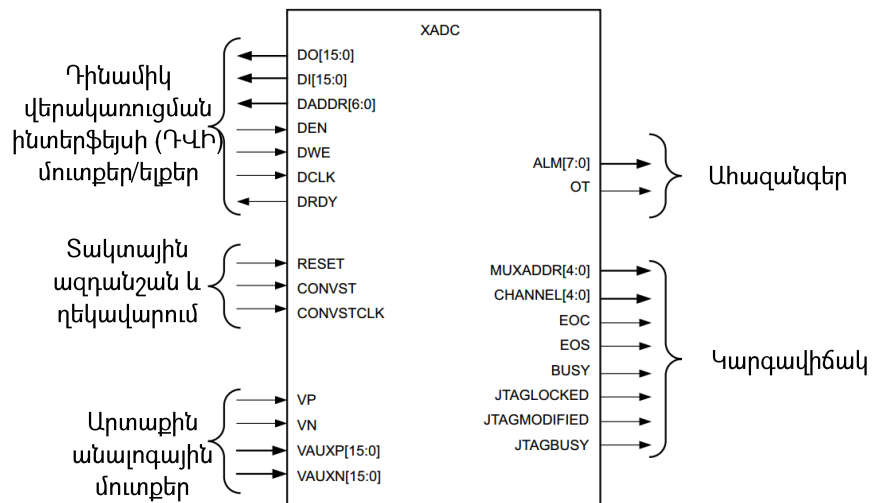 XADC
Դինամիկ
վերակառուցման
ինտերֆեյսի (ԴՎԻ)
մուտքեր/ելքեր
DO[15:0]
DI[15:0]
DADDR[6:0]
DEN
DWE
DCLK
DRDY
Տակտային
ազդանշան և
ղեկավարում
RESET
CONVST
CONVSTCLK
Արտաքին
անալոգային
մուտքեր
VP
VN
VAUXP[15:0]
VAUXN[15:0]
ALM[7:0]
OT
Ահազանգեր
MUXADDR[4:0]
CHANNEL[4:0]
EOC
EOS
BUSY
JTAGLOCKED
JTAGMODIFIED
JTAGBUSY
Կարգավիճակ